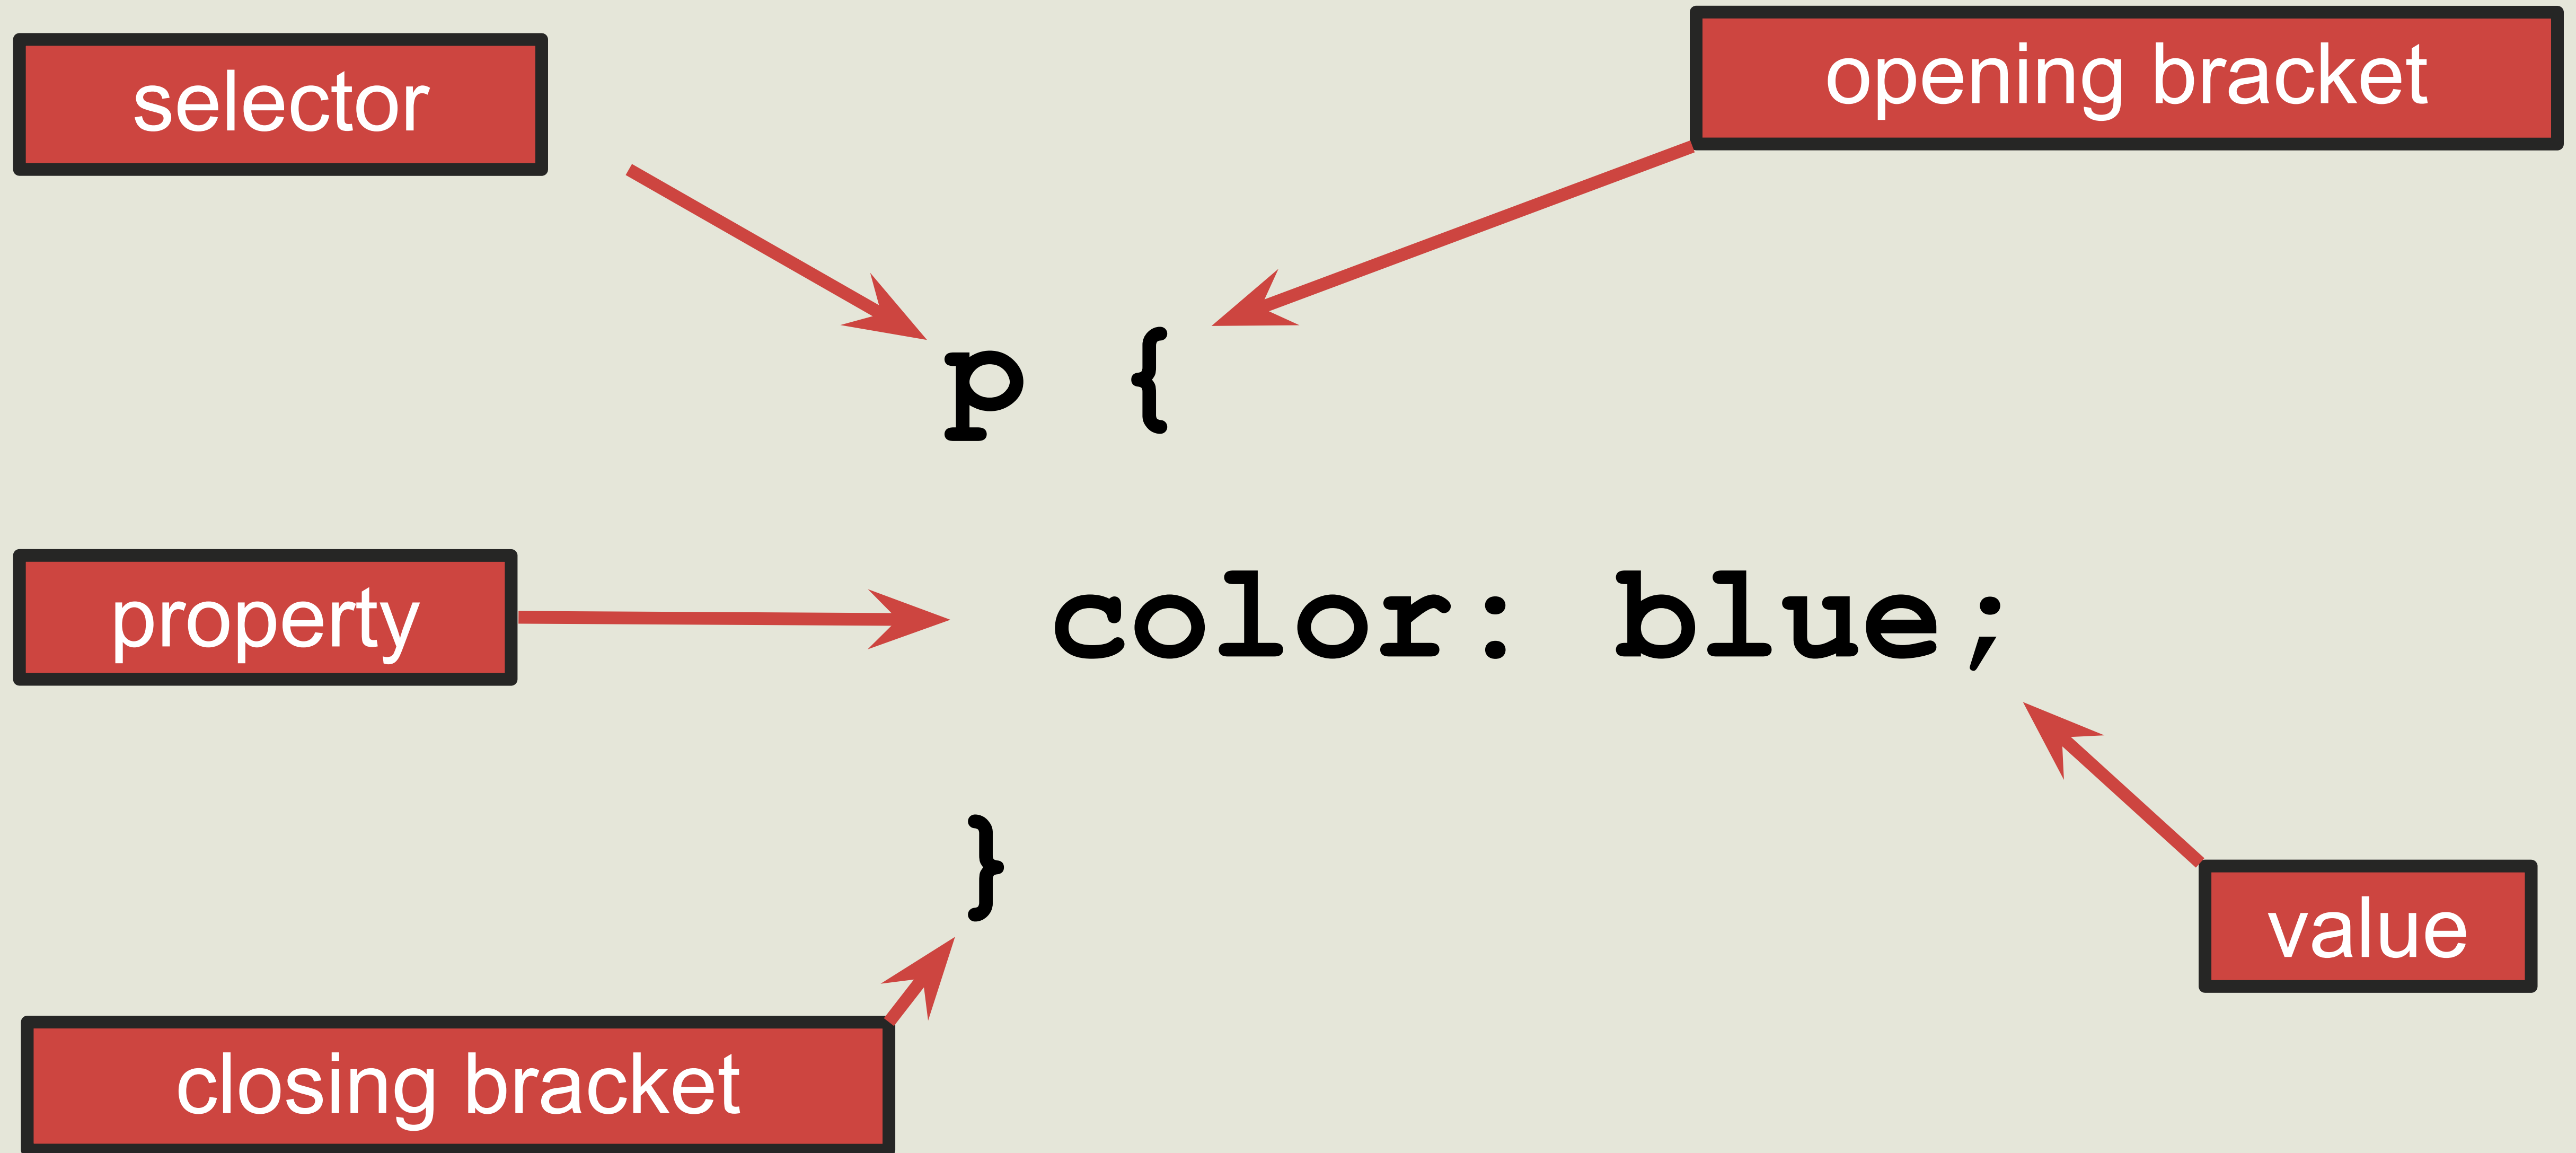 selector
opening bracket
p {
property
color: blue;
}
value
closing bracket